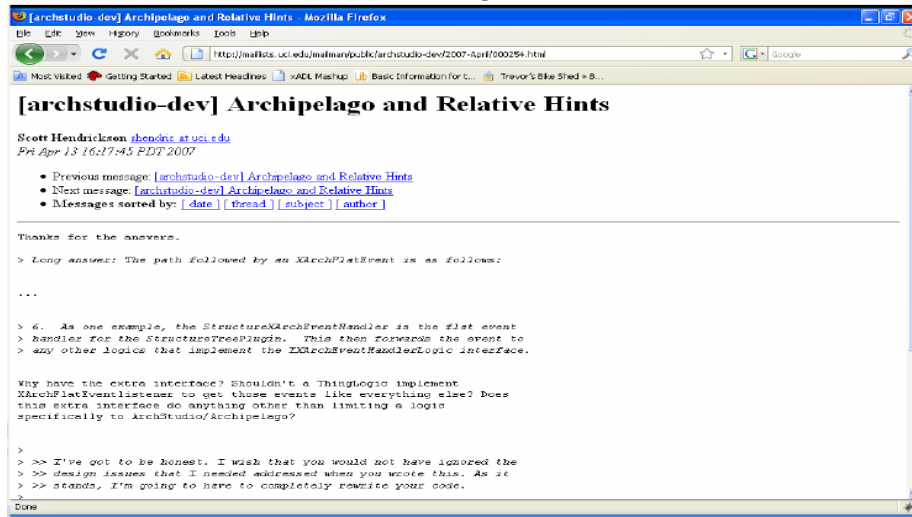 [archstudio-dev] Archipelago and Relative Hints - Mozilla Firefox
File Edit View History Bookmarks Tools Help
http://maillists.uci.edu/mailman/public/archstudio-dev/2007-April/000254.html
Google
Most Visited Getting Started Latest Headlines xADL Mashup Basic Information for t... Trevor's Bike Shed » B...
[archstudio-dev] Archipelago and Relative Hints
Scott Hendrickson shendric at uci.edu
Fri Apr 13 16:17:45 PDT 2007
• Previous message: [archstudio-dev] Archipelago and Relative Hints
• Next message: [archstudio-dev] Archipelago and Relative Hints
• Messages sorted by: [ date ] [ thread ] [ subject ] [ author ]
Thanks for the answers.
> Long answer: The path followed by an XArchFlatEvent is as follows:
...
> 6. As one example, the StructureXArchEventHandler is the flat event
> handler for the StructureTreePlugin. This then forwards the event to
> any other logics that implement the IXArchEventHandlerLogic interface.
Why have the extra interface? Shouldn't a ThingLogic implement
XArchFlatEventlistener to get those events like everything else? Does
this extra interface do anything other than limiting a logic
specifically to ArchStudio/Archipelago?
>
> >> I've got to be honest. I wish that you would not have ignored the
> >> design issues that I needed addressed when you wrote this. As it
> >> stands, I'm going to have to completely rewrite your code.
>
Done